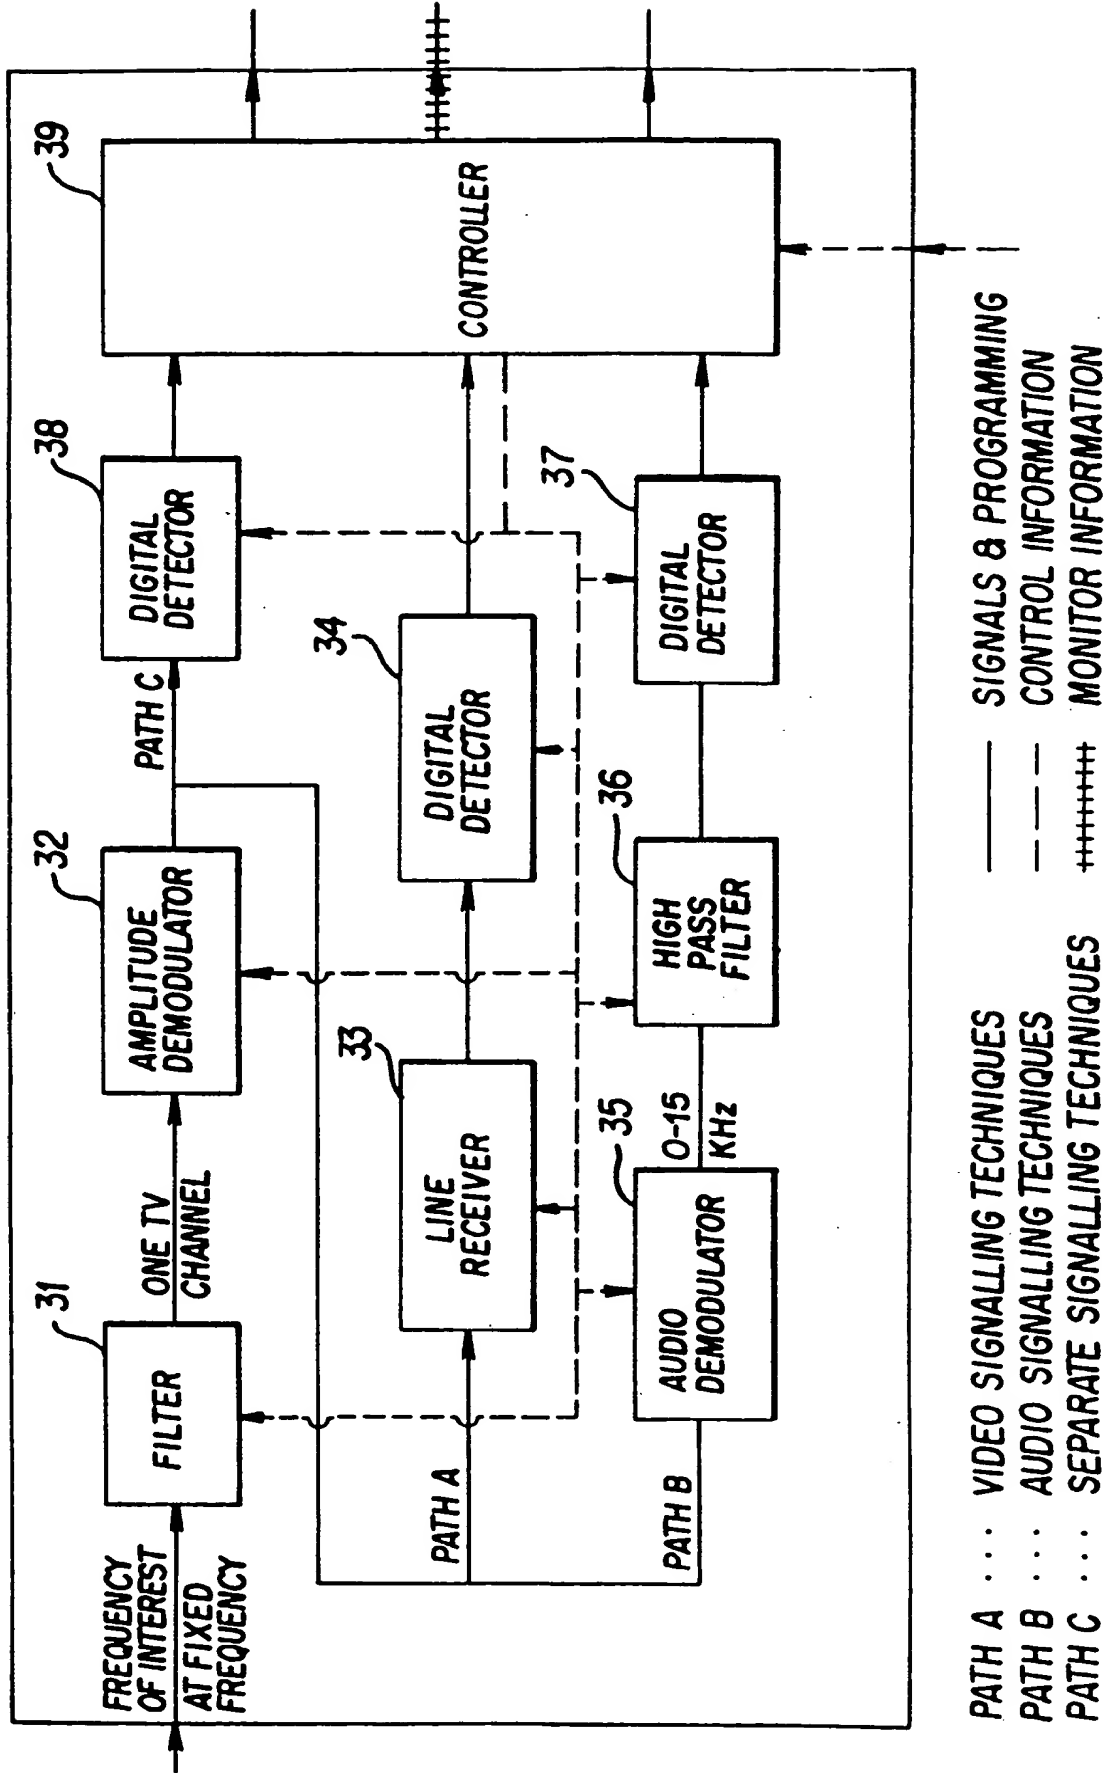 FREQUENCY
OF INTEREST
AT FIXED
FREQUENCY
31
FILTER
ONE TV
CHANNEL
32
AMPLITUDE
DEMODULATOR
PATH C
38
DIGITAL
DETECTOR
39
CONTROLLER
PATH A
33
LINE
RECEIVER
34
DIGITAL
DETECTOR
PATH B
35
AUDIO
DEMODULATOR
0-15
KHz
36
HIGH
PASS
FILTER
37
DIGITAL
DETECTOR
PATH A ... VIDEO SIGNALLING TECHNIQUES
PATH B ... AUDIO SIGNALLING TECHNIQUES
PATH C ... SEPARATE SIGNALLING TECHNIQUES
SIGNALS & PROGRAMMING
CONTROL INFORMATION
MONITOR INFORMATION